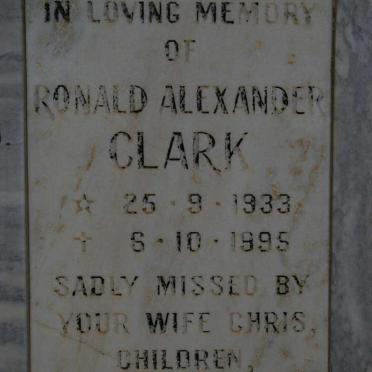 IN LOVING MEMORY
OF
RONALD ALEXANDER
CLARK
☆ 25 · 9 · 1933
† 6 · 10 · 1995
SADLY MISSED BY
YOUR WIFE CHRIS,
CHILDREN,